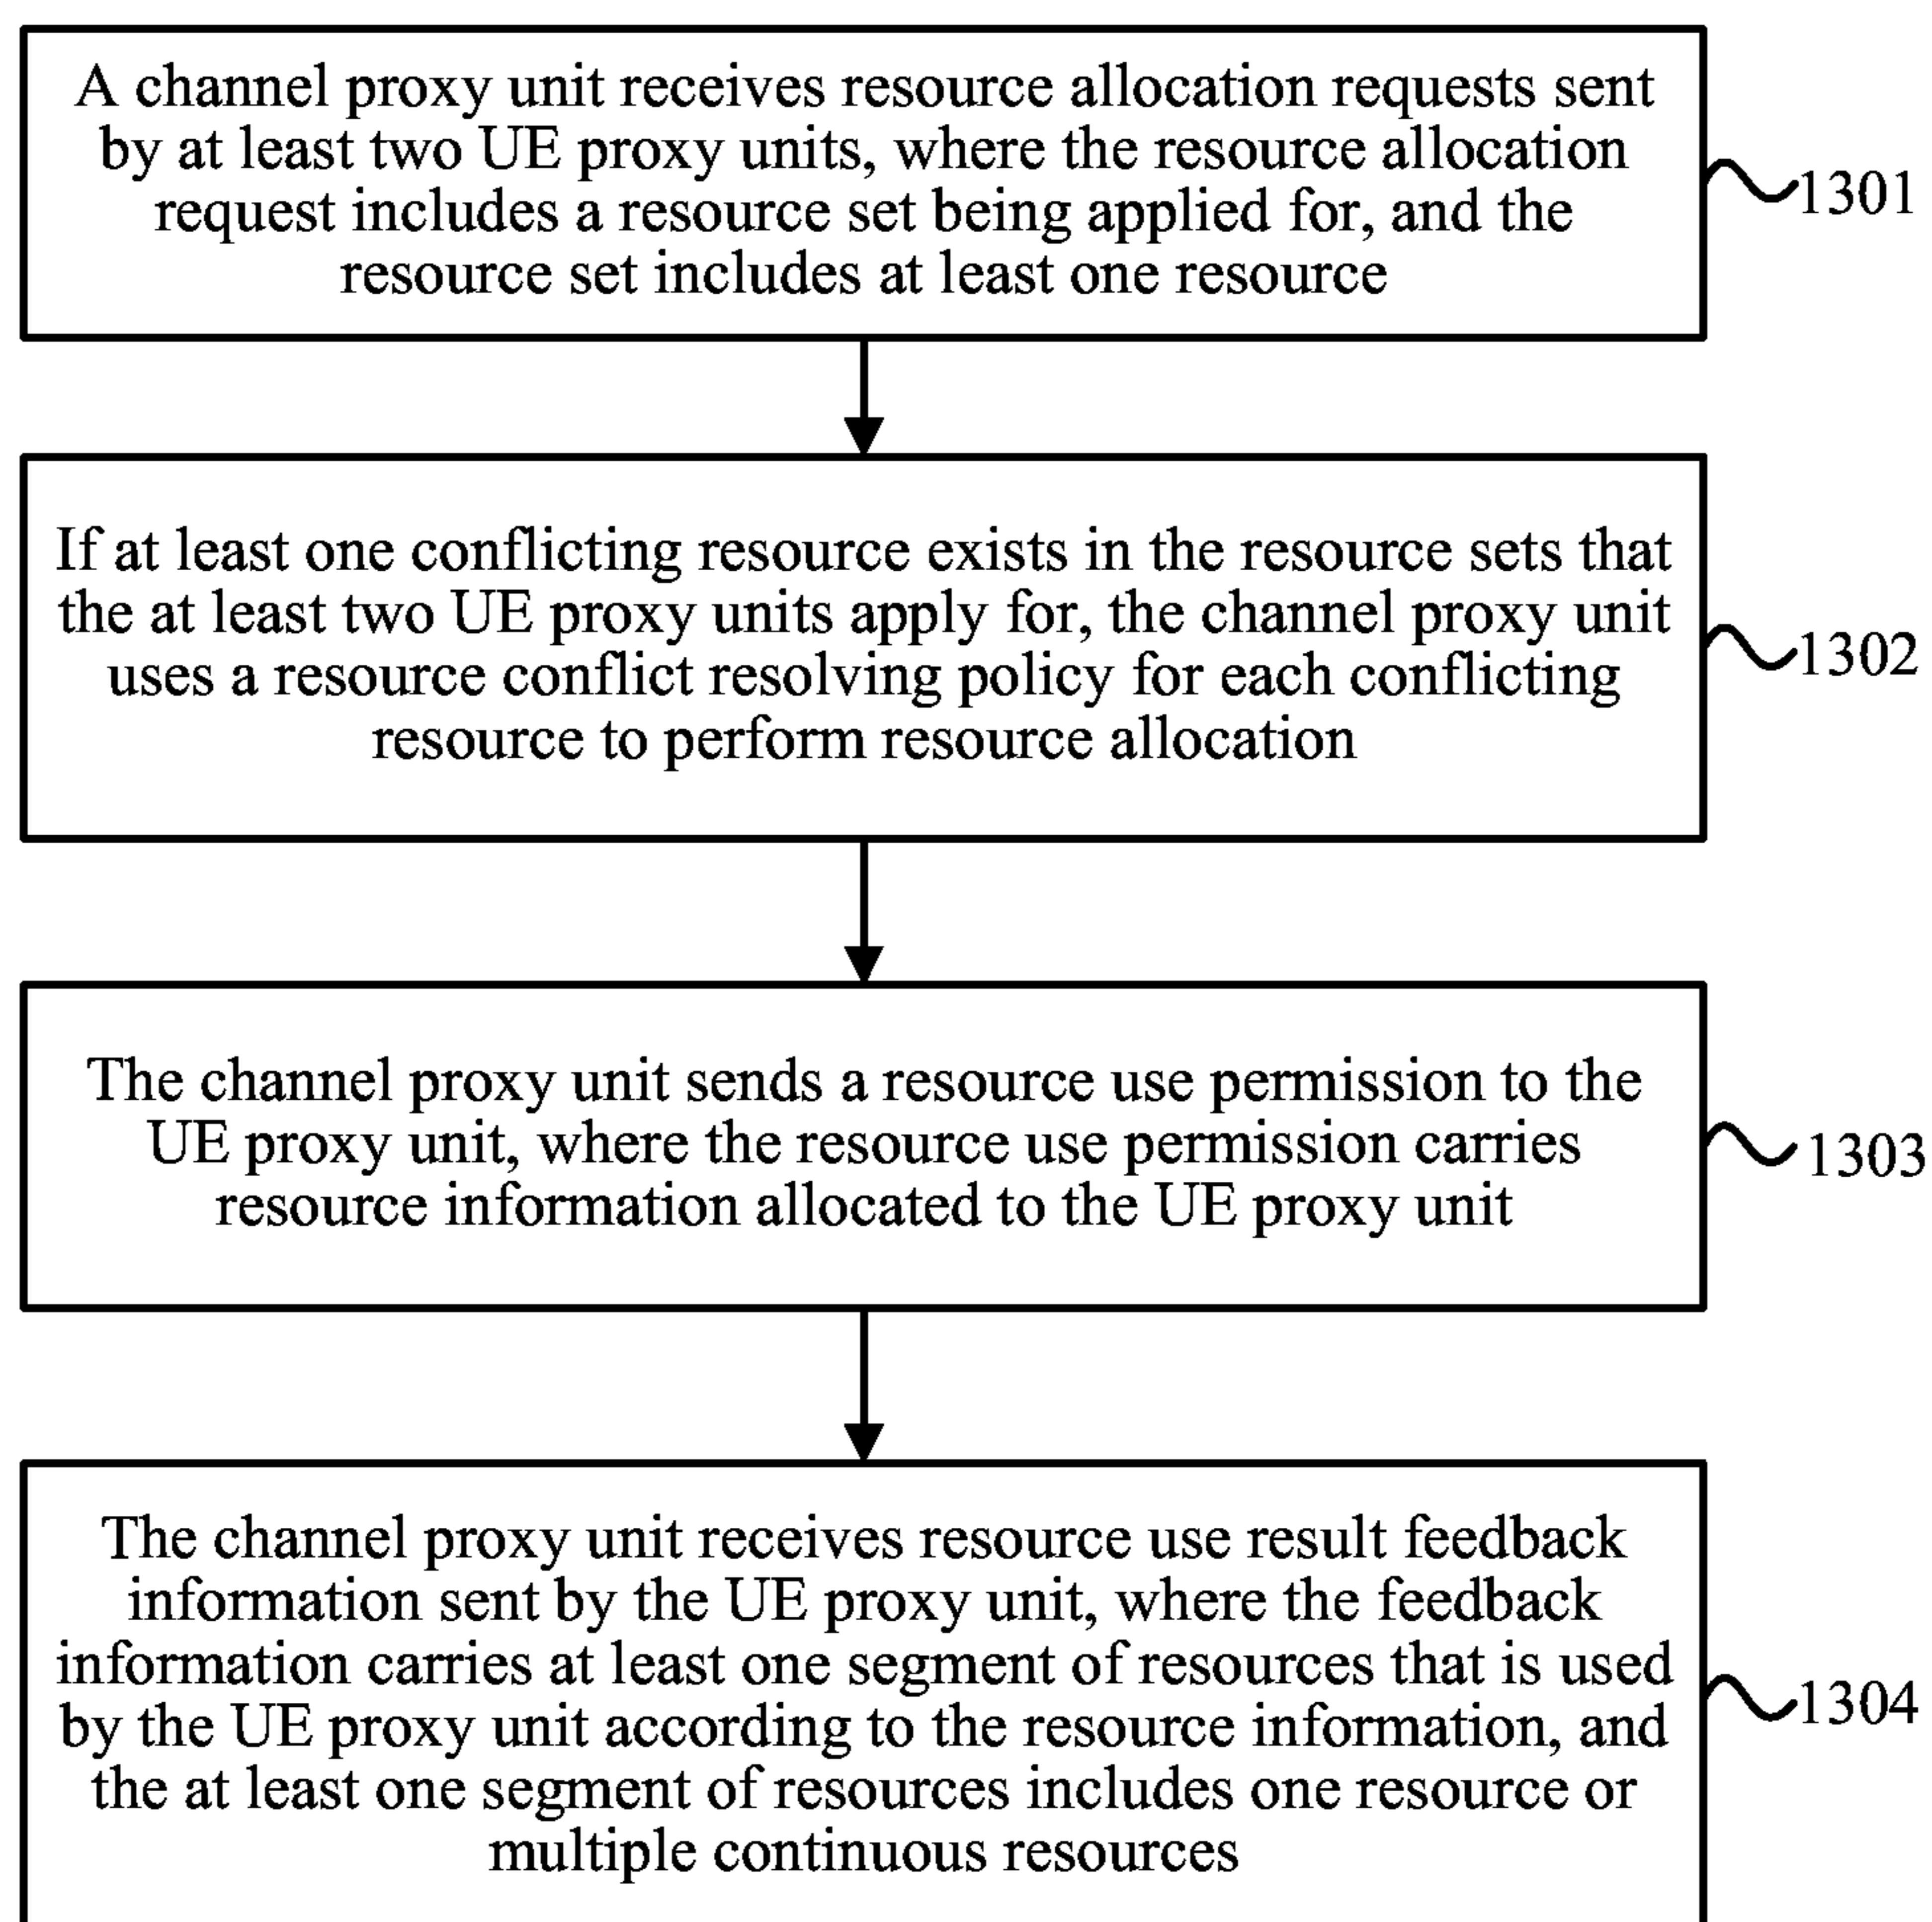 A channel proxy unit receives resource allocation requests sent
by at least two UE proxy units, where the resource allocation
request includes a resource set being applied for, and the
resource set includes at least one resource
1301
If at least one conflicting resource exists in the resource sets that
the at least two UE proxy units apply for, the channel proxy unit
uses a resource conflict resolving policy for each conflicting
resource to perform resource allocation
1302
The channel proxy unit sends a resource use permission to the
UE proxy unit, where the resource use permission carries
resource information allocated to the UE proxy unit
1303
The channel proxy unit receives resource use result feedback
information sent by the UE proxy unit, where the feedback
information carries at least one segment of resources that is used
by the UE proxy unit according to the resource information, and
the at least one segment of resources includes one resource or
multiple continuous resources
1304